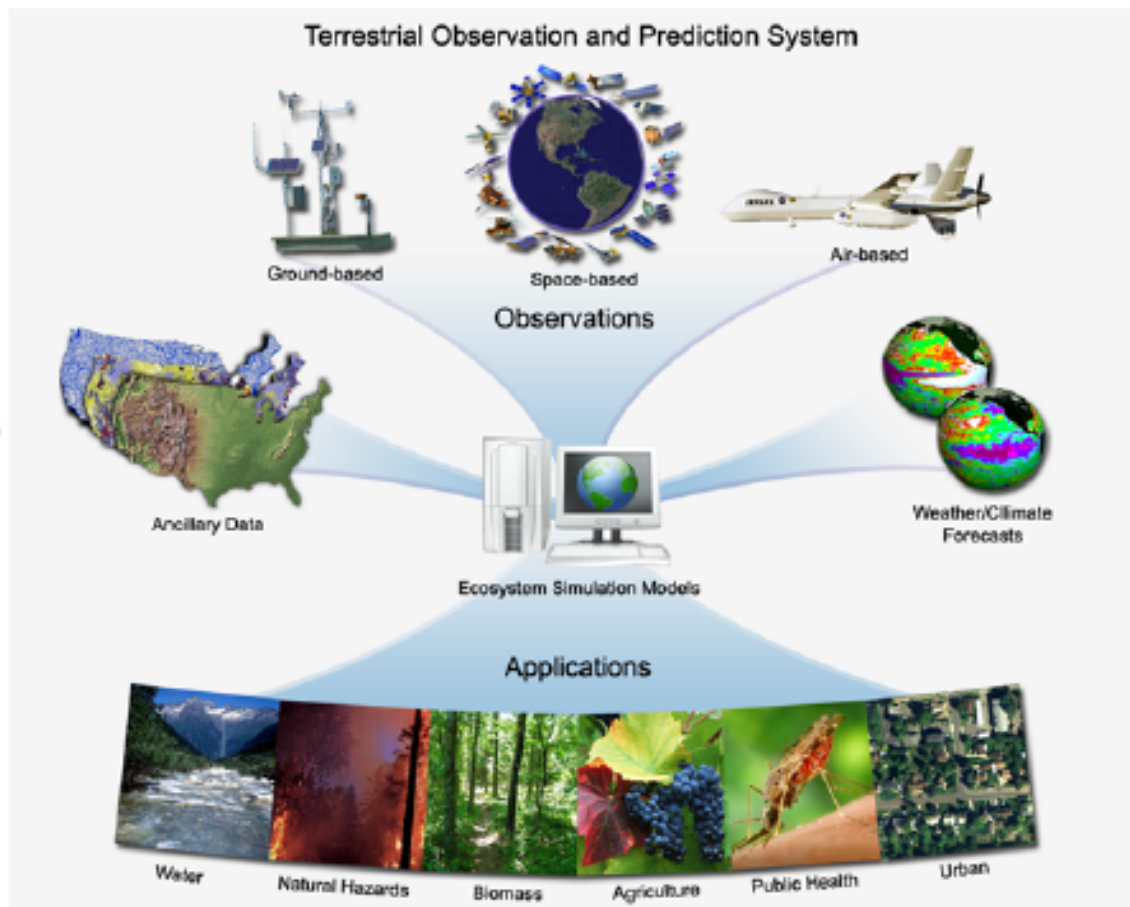 Terrestrial Observation and Prediction System
Ground-based
Space-based
Air-based
Observations
Ancillary Data
Weather/Cllimate
Forecasts
Ecosystem Simulation Models
Applications
Water
Natural Hazards
Biomass
Agriculture
Public Health
Urban